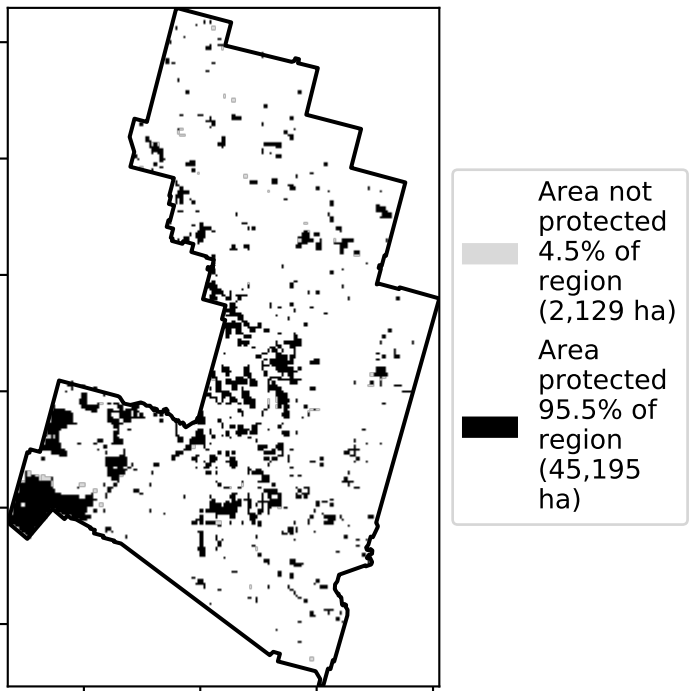 Area not
protected
4.5% of
region
(2,129 ha)
Area
protected
95.5% of
region
(45,195
ha)